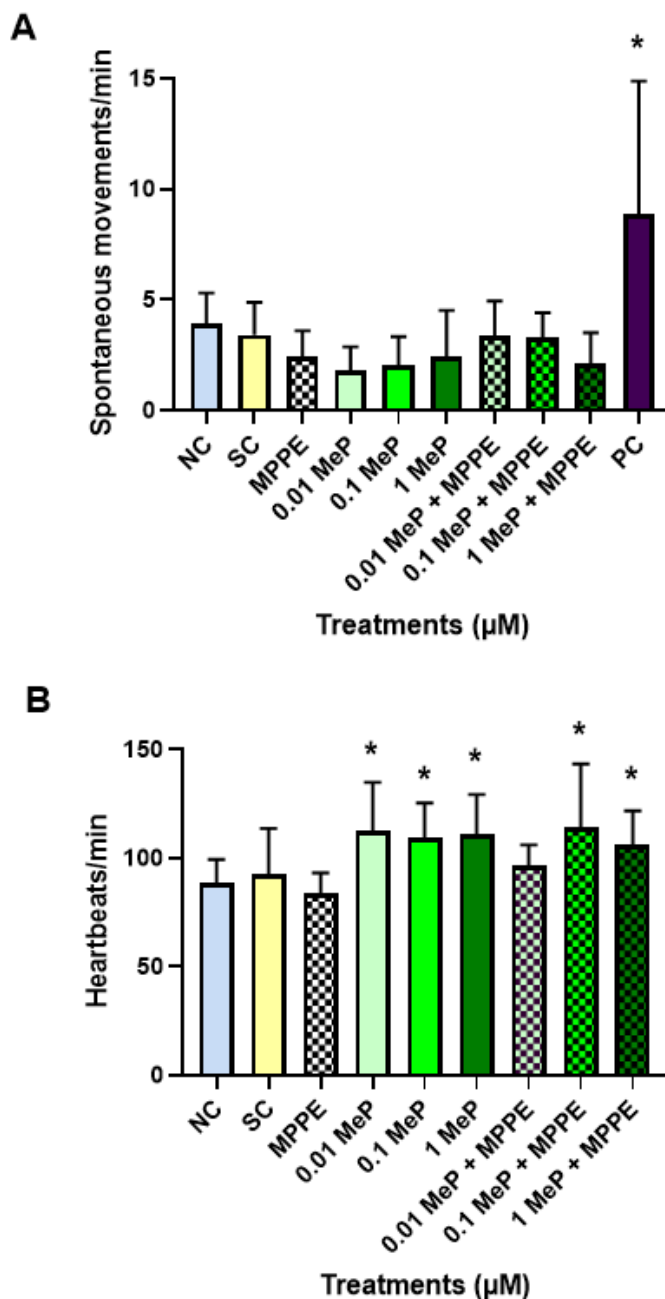 A
Spontaneous movements/min
15
10
5
0
*
NC
SC
MPPE
0.01 MeP
0.1 MeP
1 MeP
0.01 MeP + MPPE
0.1 MeP + MPPE
1 MeP + MPPE
PC
Treatments (µM)
B
Heartbeats/min
150
100
50
0
*
*
*
*
*
NC
SC
MPPE
0.01 MeP
0.1 MeP
1 MeP
0.01 MeP + MPPE
0.1 MeP + MPPE
1 MeP + MPPE
Treatments (µM)